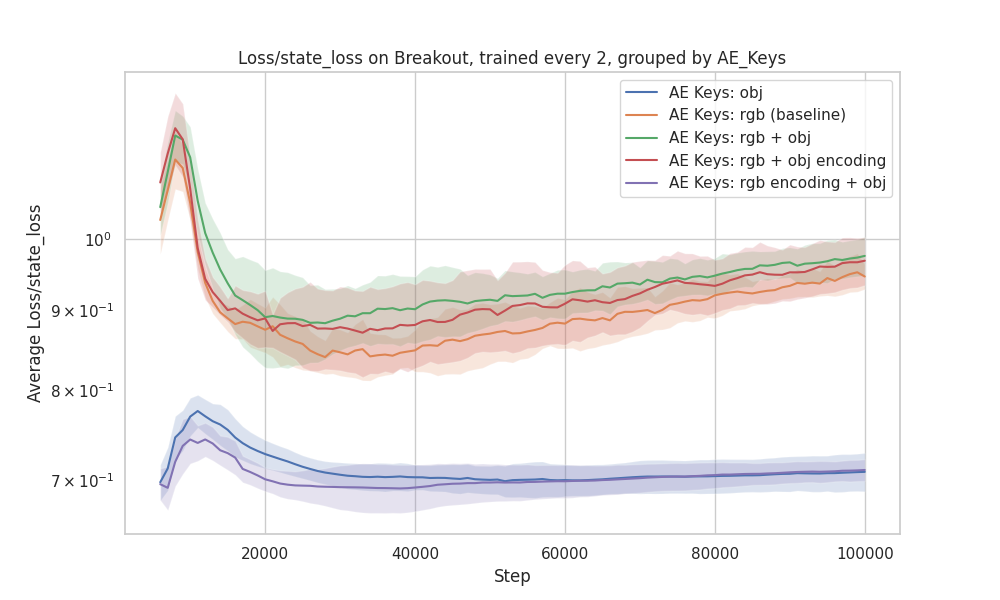 Loss/state_loss on Breakout, trained every 2, grouped by AE_Keys
AE Keys: obj
AE Keys: rgb (baseline)
AE Keys: rgb + obj
AE Keys: rgb + obj encoding
AE Keys: rgb encoding + obj
Average Loss/state_loss
10⁰
9 × 10⁻¹
8 × 10⁻¹
7 × 10⁻¹
20000 40000 60000 80000 100000
Step